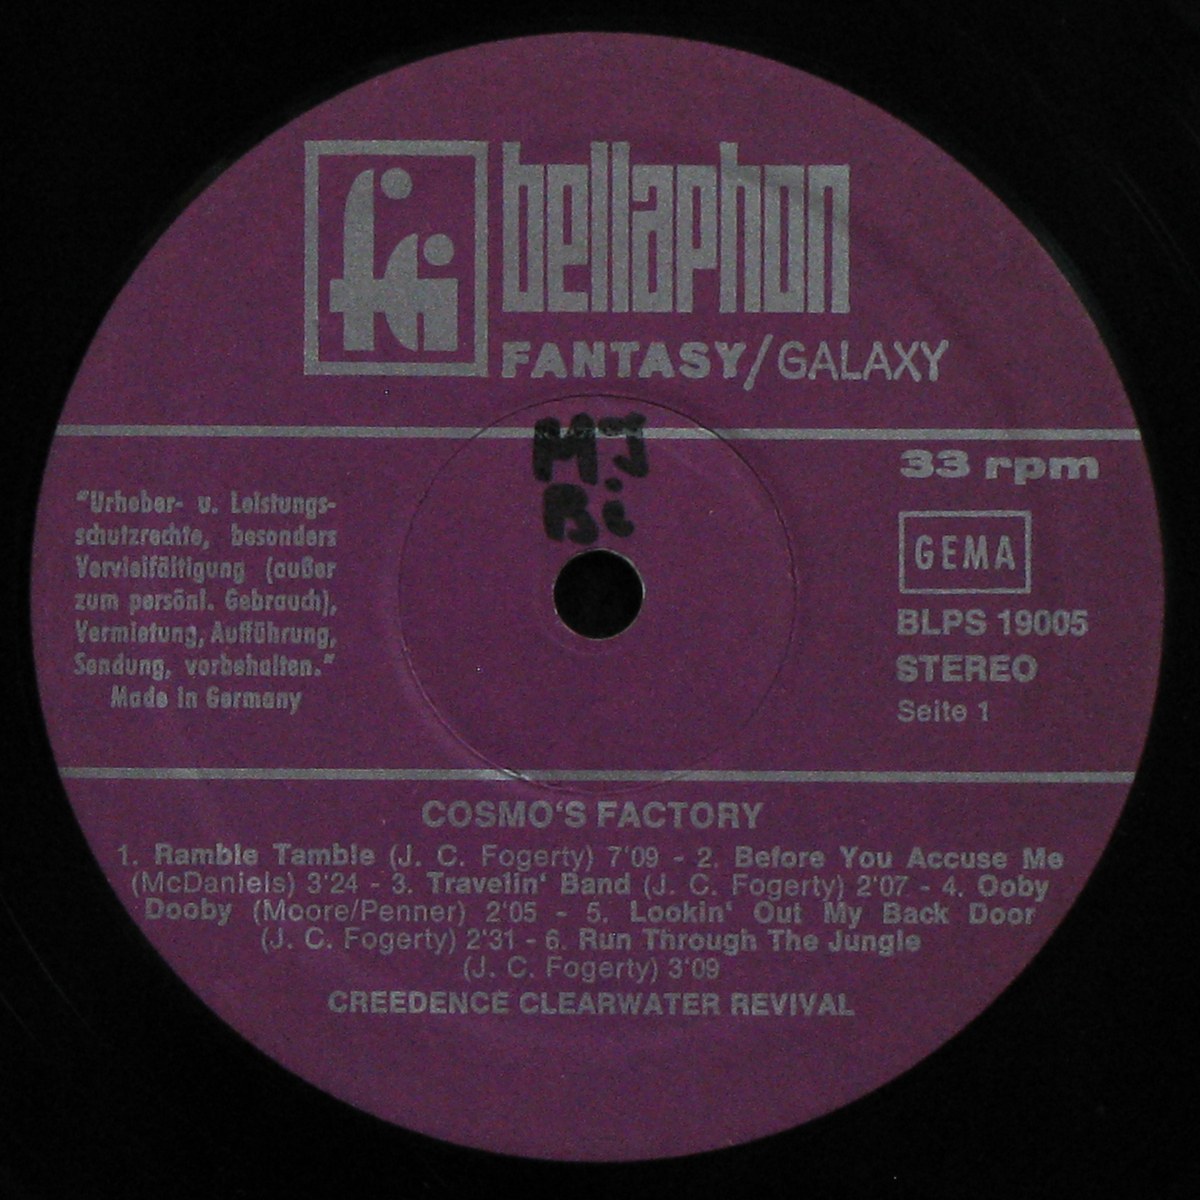 bellaphon
FANTASY/GALAXY
MJ
Bi
33 rpm
GEMA
BLPS 19005
STEREO
Seite 1
"Urheber- u. Leistungs-
schutzrechte, besonders
Vervielfältigung (außer
zum persönl. Gebrauch),
Vermietung, Aufführung,
Sendung, vorbehalten."
Made in Germany
COSMO'S FACTORY
1. Ramble Tamble (J. C. Fogerty) 7'09 - 2. Before You Accuse Me
(McDaniels) 3'24 - 3. Travelin' Band (J. C. Fogerty) 2'07 - 4. Ooby
Dooby (Moore/Penner) 2'05 - 5. Lookin' Out My Back Door
(J. C. Fogerty) 2'31 - 6. Run Through The Jungle
(J. C. Fogerty) 3'09
CREEDENCE CLEARWATER REVIVAL